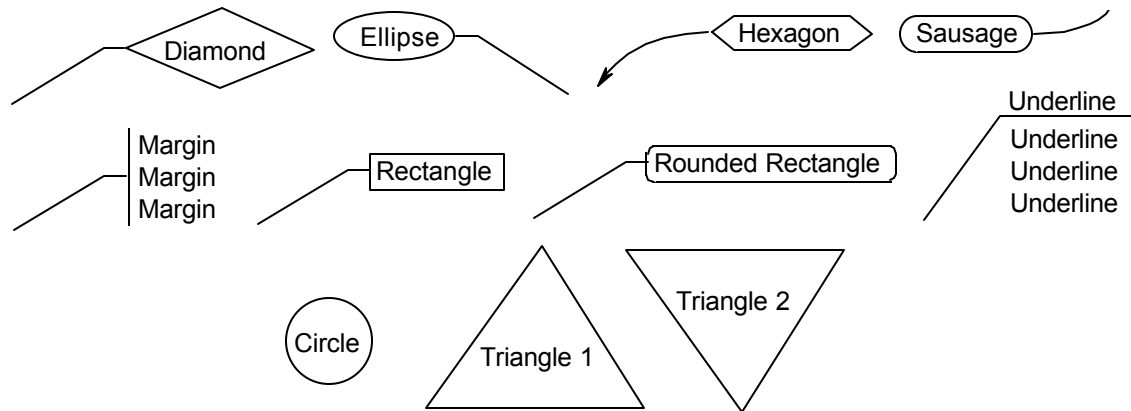 Diamond
Ellipse
Hexagon
Sausage
Margin
Margin
Margin
Rectangle
Rounded Rectangle
Underline
Underline
Underline
Underline
Circle
Triangle 1
Triangle 2